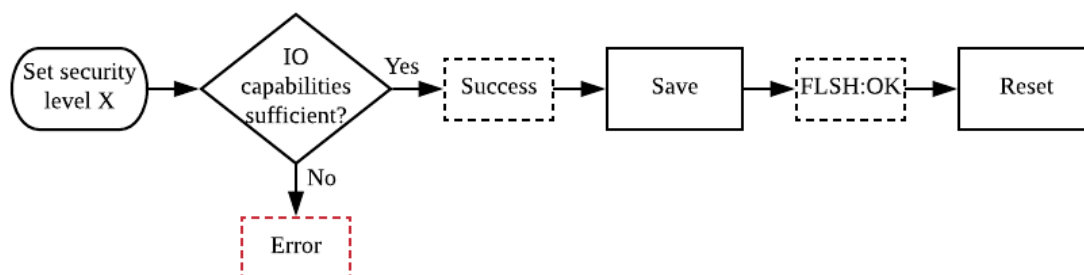 Set security
level X
IO
capabilities
sufficient?
Yes
Success
Save
FLSH:OK
Reset
No
Error